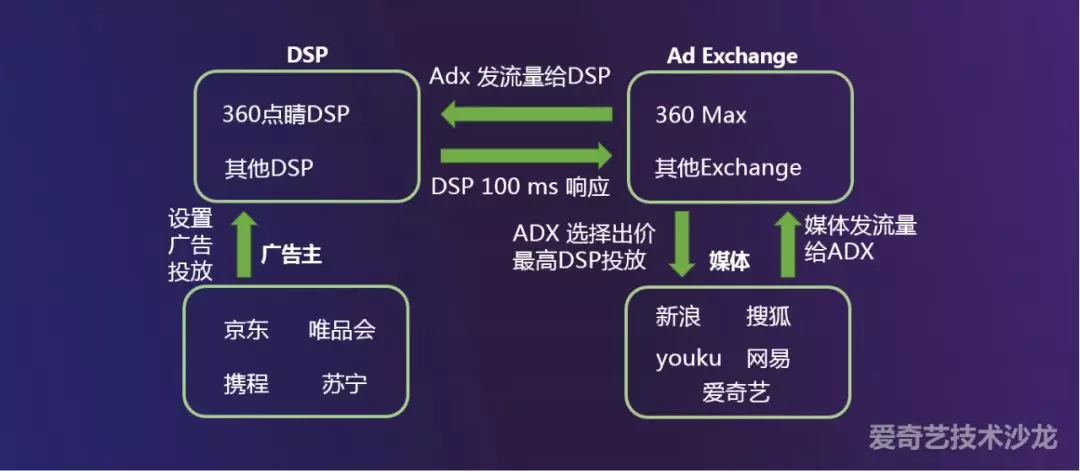 DSP
Ad Exchange
Adx 发流量给DSP
360点睛DSP
其他DSP
360 Max
其他Exchange
DSP 100 ms 响应
设置
广告
投放
广告主
ADX 选择出价
最高DSP投放
媒体
媒体发流量
给ADX
京东 唯品会
携程 苏宁
新浪 搜狐
youku 网易
爱奇艺
爱奇艺技术沙龙